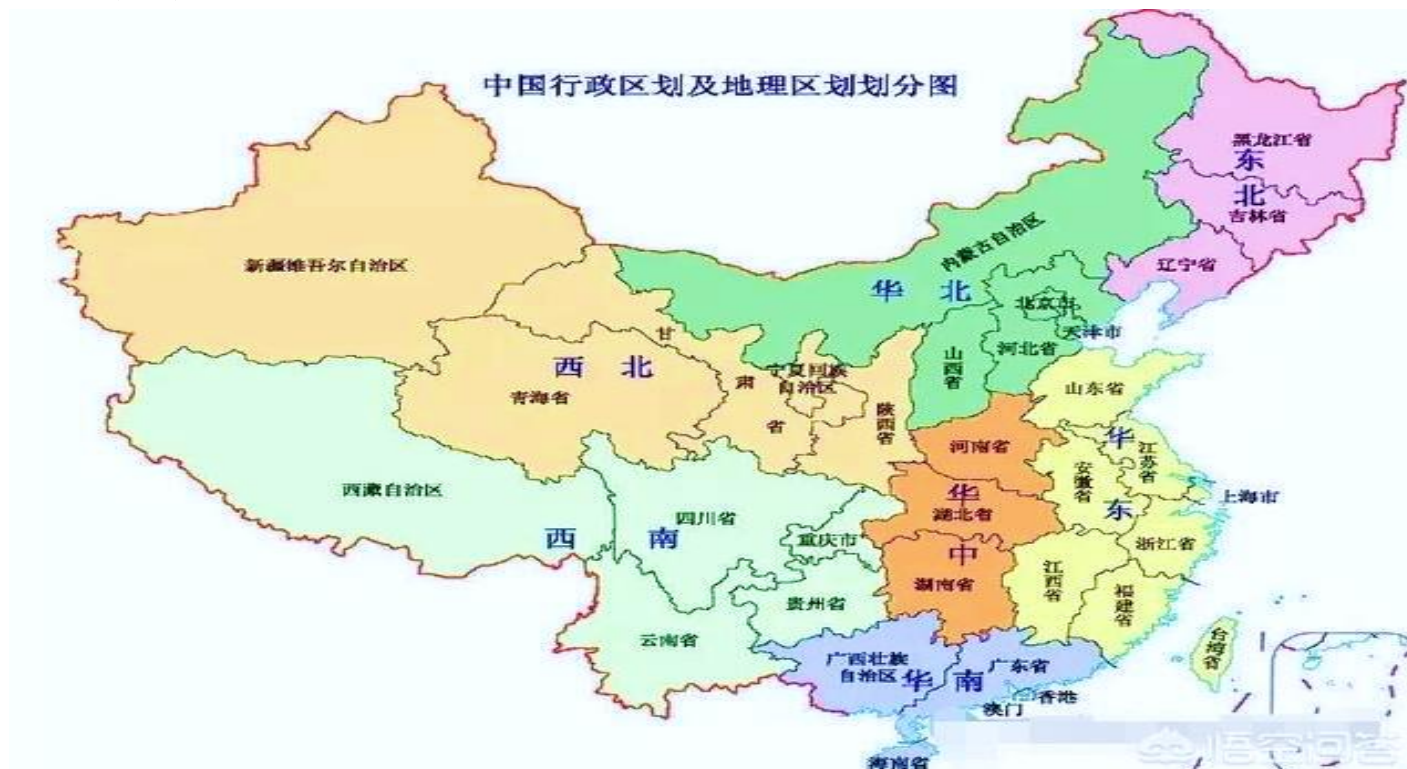 中国行政区划及地理区划划分图
黑龙江省
东
北
吉林省
辽宁省
内蒙古自治区
华北
北京市
天津市
河北省
山西省
新疆维吾尔自治区
西北
甘
肃
省
青海省
宁夏回族
自治区
陕西省
山东省
河南省
华
江苏省
安徽省
东
上海市
浙江省
江西省
福建省
台湾省
华
湖北省
中
湖南省
西藏自治区
西南
四川省
重庆市
贵州省
云南省
广西壮族
自治区
华南
广东省
香港
澳门
海南省
悟空问答